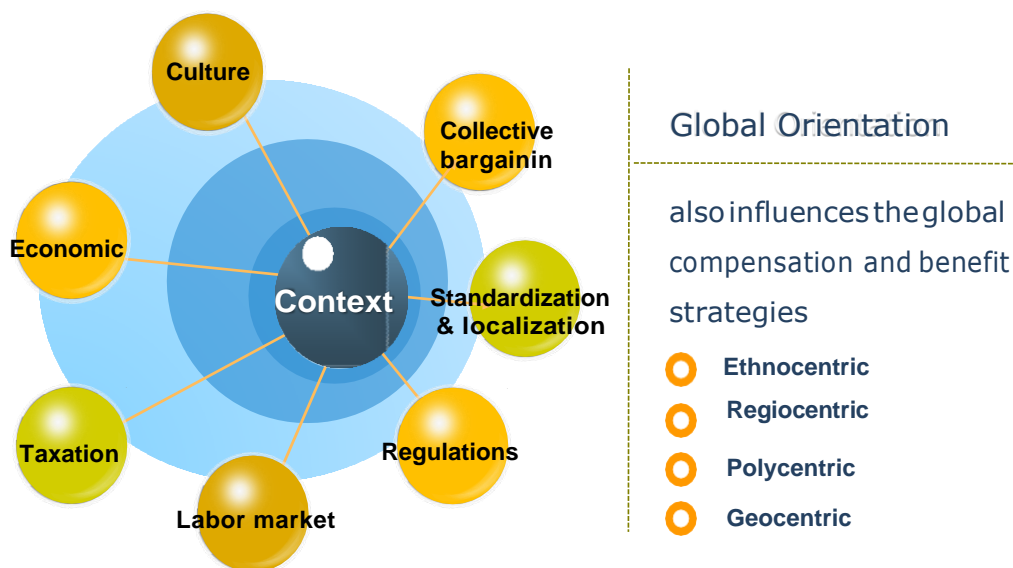 Culture
Collective
bargainin
Economic
Context
Standardization
& localization
Taxation
Regulations
Labor market
Global Orientation
also influences the global
compensation and benefit
strategies
Ethnocentric
Regiocentric
Polycentric
Geocentric